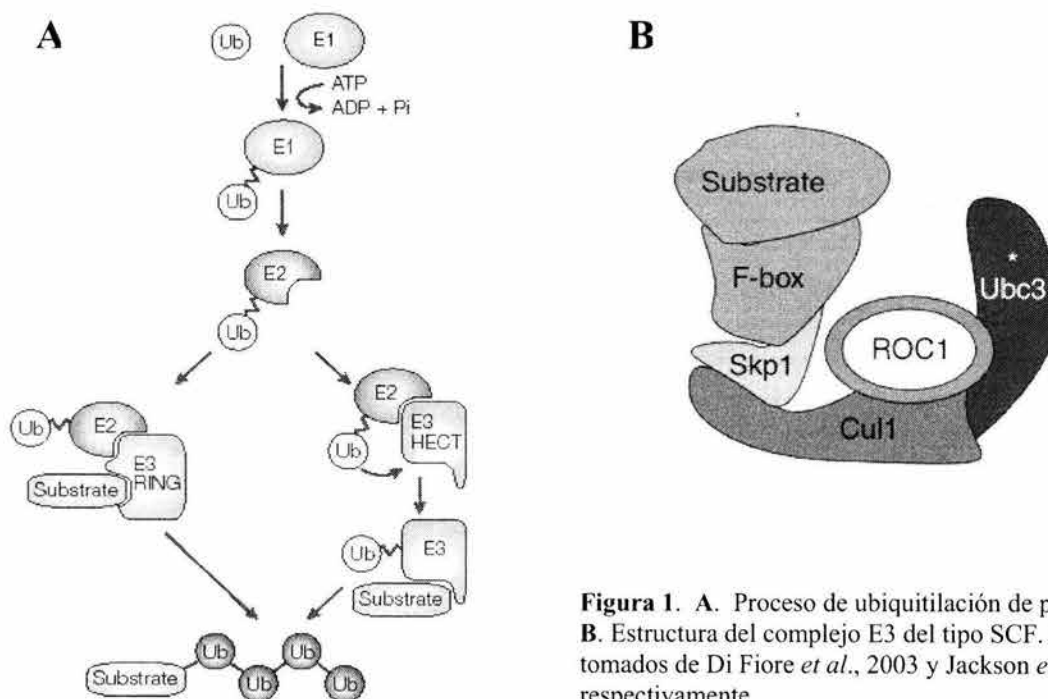 A
Ub
E1
ATP
ADP + Pi
E1
Ub
E2
Ub
Ub
E2
E3
RING
Substrate
E2
E3
HECT
Ub
Ub
E3
Substrate
Substrate
Ub
Ub
Ub
Ub
B
Substrate
F-box
Skp1
ROC1
Cul1
*
Ubc3
Figura 1. A. Proceso de ubiquitilación de p
B. Estructura del complejo E3 del tipo SCF.
tomados de Di Fiore et al., 2003 y Jackson e
respectivamente